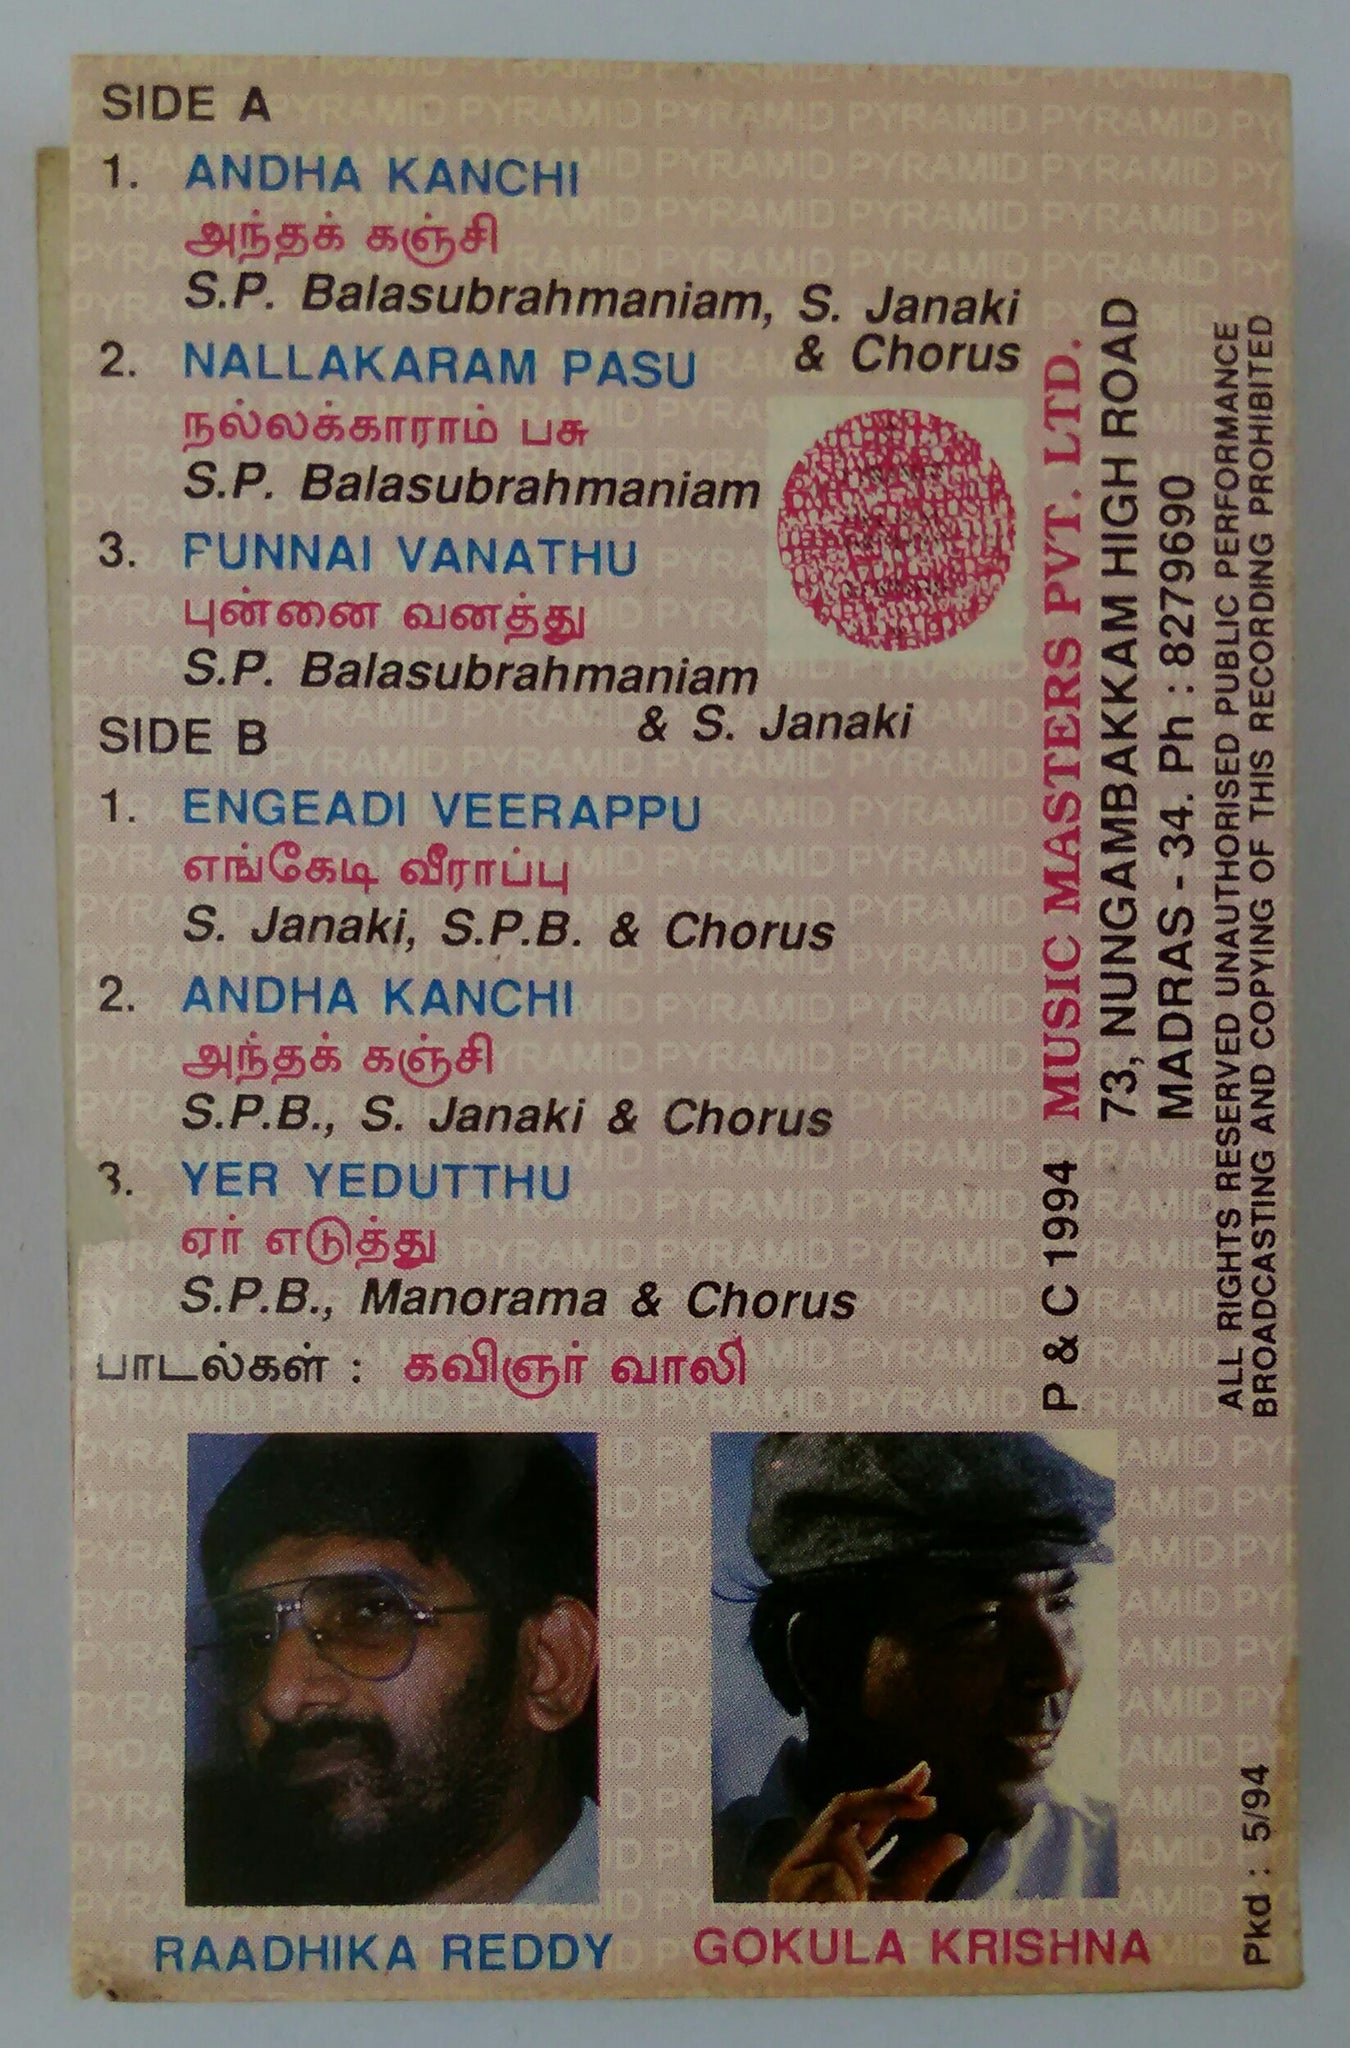 SIDE A
1. ANDHA KANCHI
அந்தக் கஞ்சி
S.P. Balasubrahmaniam, S. Janaki
& Chorus
2. NALLAKARAM PASU
நல்லக்காராம் பசு
S.P. Balasubrahmaniam
3. PUNNAI VANATHU
புன்னை வனத்து
S.P. Balasubrahmaniam
& S. Janaki
SIDE B
1. ENGEADI VEERAPPU
எங்கேடி வீராப்பு
S. Janaki, S.P.B. & Chorus
2. ANDHA KANCHI
அந்தக் கஞ்சி
S.P.B., S. Janaki & Chorus
3. YER YEDUTTHU
ஏர் எடுத்து
S.P.B., Manorama & Chorus
பாடல்கள் : கவிஞர் வாலி
RAADHIKA REDDY
GOKULA KRISHNA
P & C 1994 MUSIC MASTERS PVT. LTD.
73, NUNGAMBAKKAM HIGH ROAD
MADRAS - 34. Ph : 8279690
ALL RIGHTS RESERVED UNAUTHORISED PUBLIC PERFORMANCE
BROADCASTING AND COPYING OF THIS RECORDING PROHIBITED
Pkd : 5/94
PYRAMID